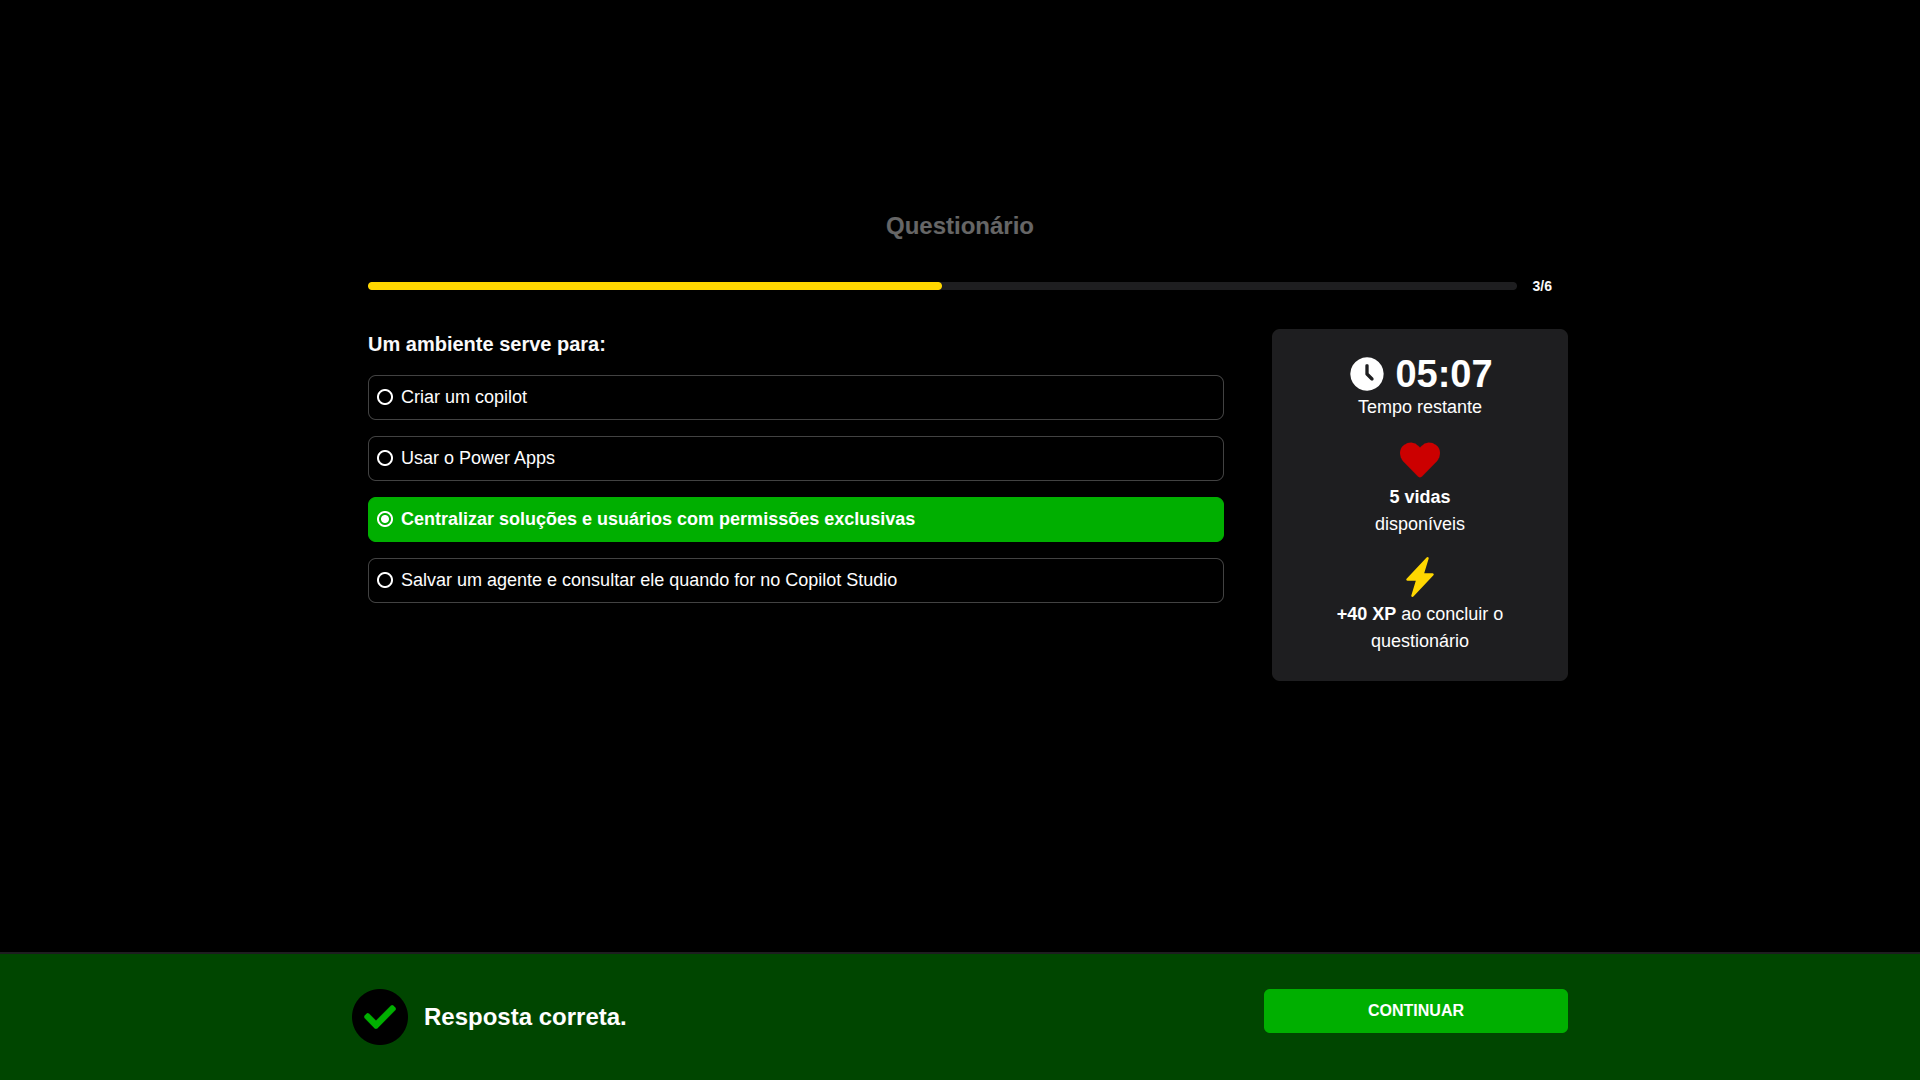 Questionário
3/6
Um ambiente serve para:
Criar um copilot
Usar o Power Apps
Centralizar soluções e usuários com permissões exclusivas
Salvar um agente e consultar ele quando for no Copilot Studio
05:07
Tempo restante
5 vidas
disponíveis
+40 XP ao concluir o
questionário
Resposta correta.
CONTINUAR